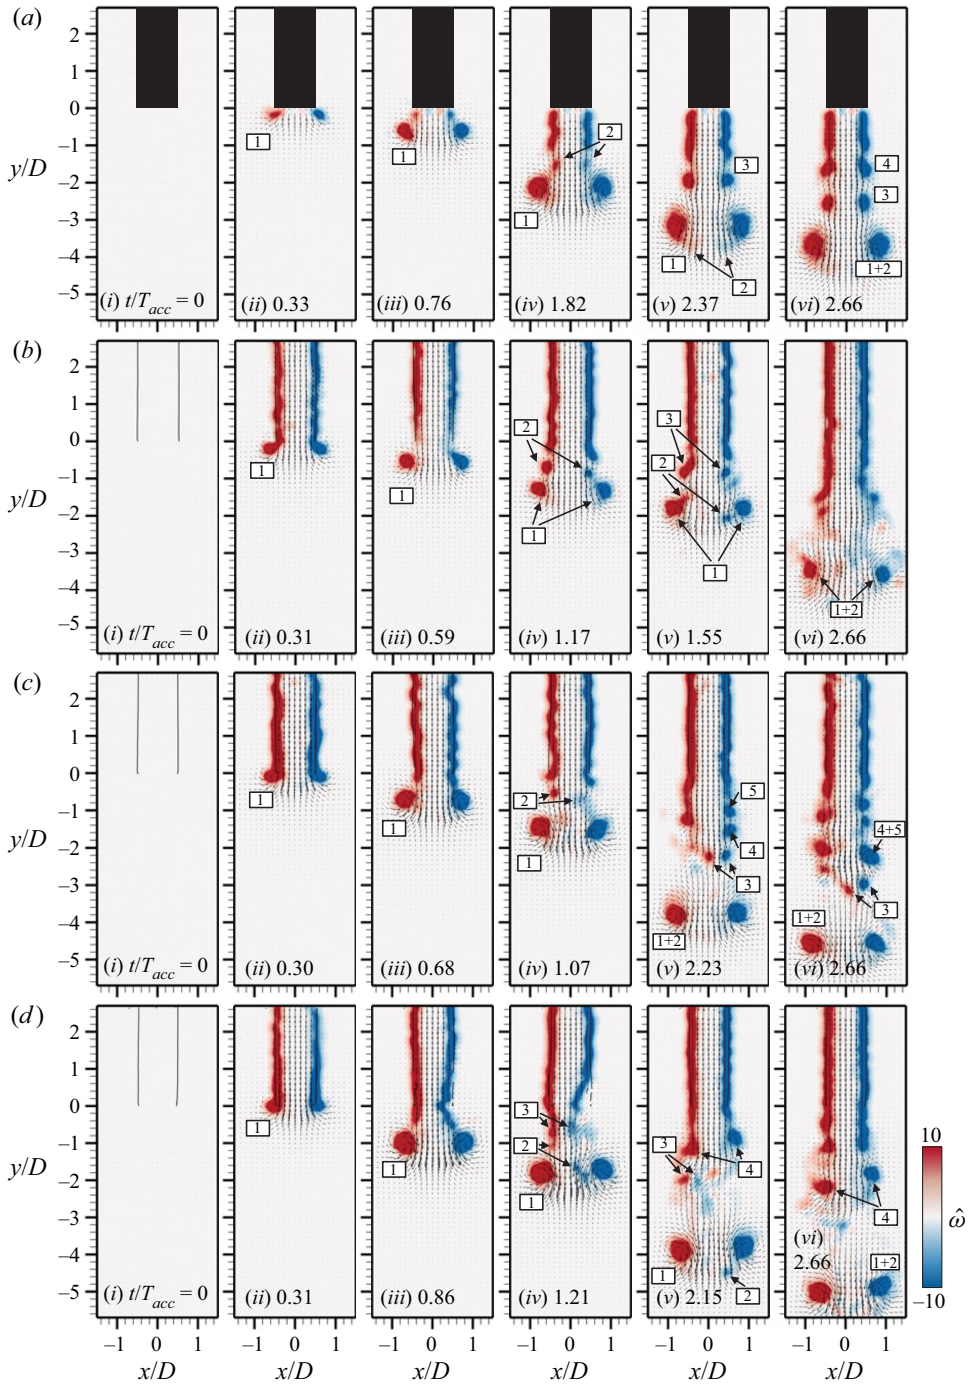 (a)
2
1
0
–1
y/D
–2
–3
–4
–5
1
1
2
1
3
1
2
4
3
1+2
(i) t/Tacc = 0
(ii) 0.33
(iii) 0.76
(iv) 1.82
(v) 2.37
(vi) 2.66
(b)
2
1
0
–1
y/D
–2
–3
–4
–5
1
1
2
1
3
2
1
1+2
(i) t/Tacc = 0
(ii) 0.31
(iii) 0.59
(iv) 1.17
(v) 1.55
(vi) 2.66
(c)
2
1
0
–1
y/D
–2
–3
–4
–5
1
1
2
1
5
4
3
1+2
4+5
3
1+2
(i) t/Tacc = 0
(ii) 0.30
(iii) 0.68
(iv) 1.07
(v) 2.23
(vi) 2.66
(d)
2
1
0
–1
y/D
–2
–3
–4
–5
1
1
3
2
1
3
4
1
2
4
1+2
(i) t/Tacc = 0
(ii) 0.31
(iii) 0.86
(iv) 1.21
(v) 2.15
(vi)
2.66
10
ω̂
–10
–1 0 1 –1 0 1 –1 0 1 –1 0 1 –1 0 1 –1 0 1
x/D x/D x/D x/D x/D x/D